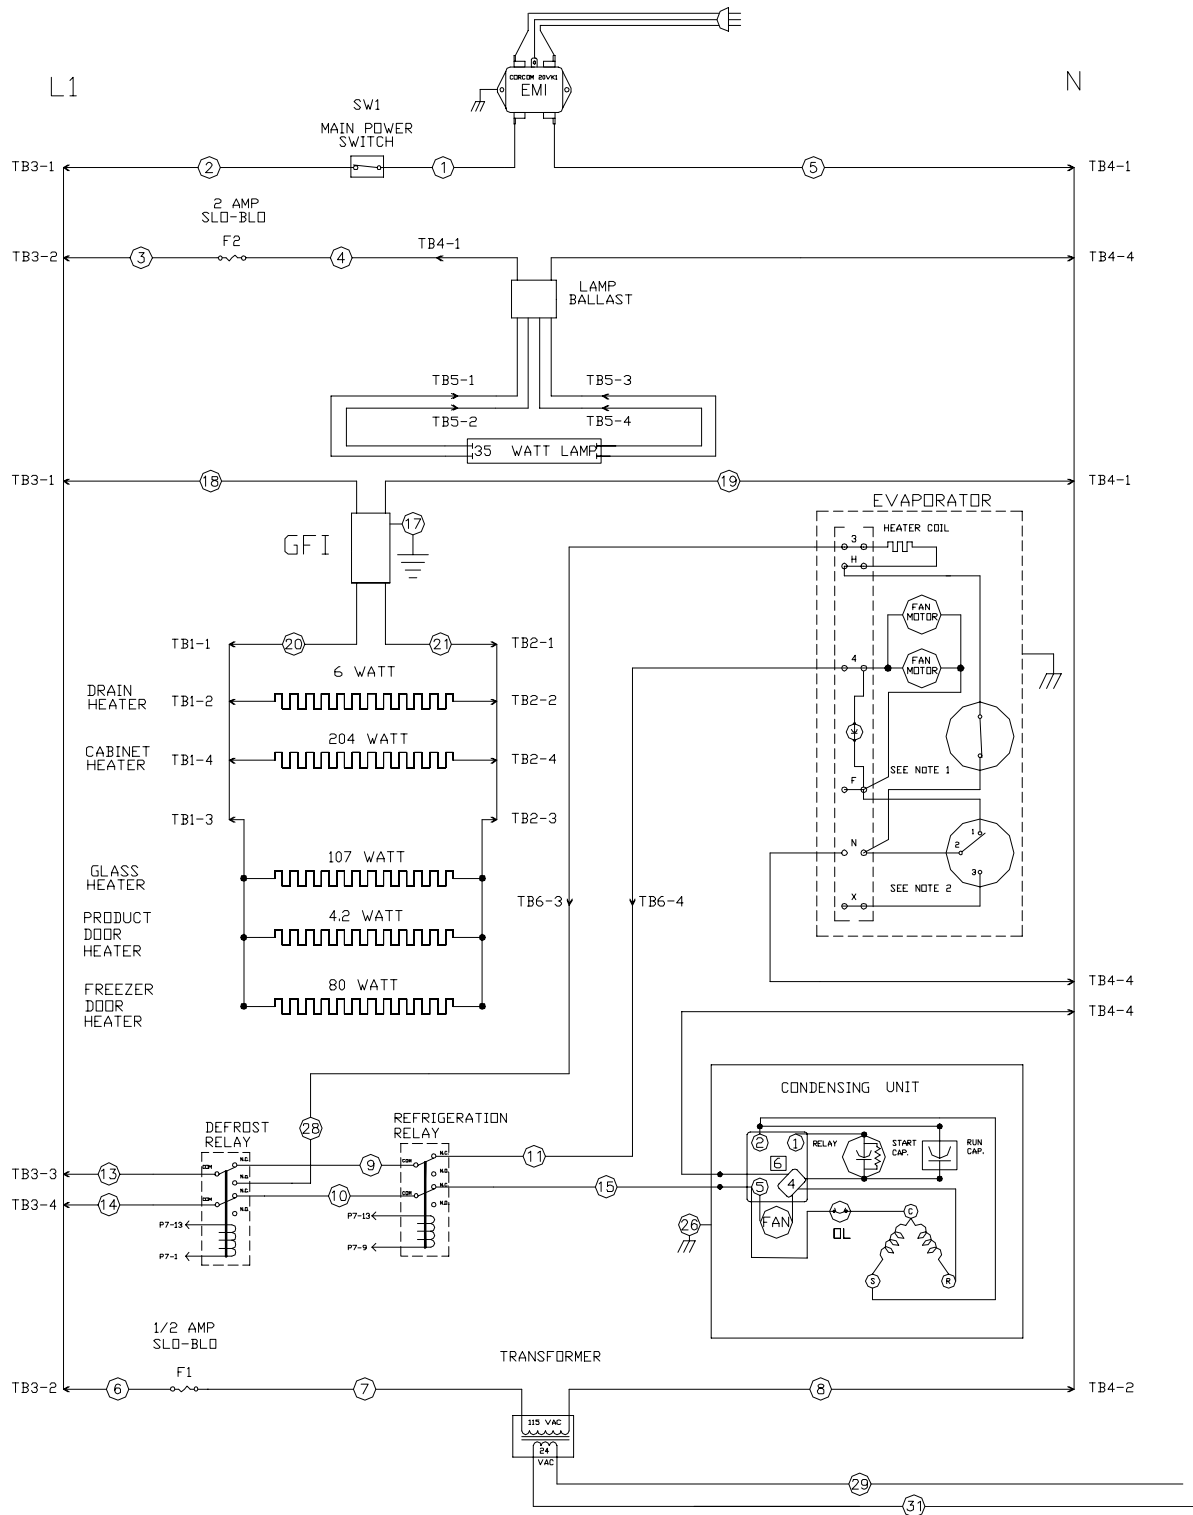 L1
N
CORCOM 20VK1
EMI
SW1
MAIN POWER
SWITCH
TB3-1
2
1
5
TB4-1
2 AMP
SLO-BLO
F2
TB3-2
3
4
TB4-1
TB4-4
LAMP
BALLAST
TB5-1
TB5-3
TB5-2
TB5-4
35 WATT LAMP
TB3-1
18
19
TB4-1
EVAPORATOR
GFI
17
3
HEATER COIL
H
FAN
MOTOR
TB1-1
20
21
TB2-1
4
FAN
MOTOR
6 WATT
DRAIN
HEATER
TB1-2
TB2-2
204 WATT
CABINET
HEATER
TB1-4
TB2-4
F
SEE NOTE 1
TB1-3
TB2-3
1
N
2
3
107 WATT
GLASS
HEATER
SEE NOTE 2
X
TB6-3
TB6-4
4.2 WATT
PRODUCT
DOOR
HEATER
80 WATT
FREEZER
DOOR
HEATER
TB4-4
TB4-4
CONDENSING UNIT
DEFROST
RELAY
28
REFRIGERATION
RELAY
2
1
RELAY
START
CAP.
RUN
CAP.
6
TB3-3
13
COM
N.C.
N.O.
9
COM
N.C.
N.O.
11
TB3-4
14
COM
N.C.
N.O.
10
COM
N.C.
N.O.
15
5
4
P7-13
P7-13
P7-1
P7-9
26
FAN
OL
C
S
R
1/2 AMP
SLO-BLO
F1
TRANSFORMER
TB3-2
6
7
8
TB4-2
115 VAC
24
VAC
29
31